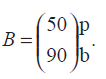 B = (50) p
(90) b.